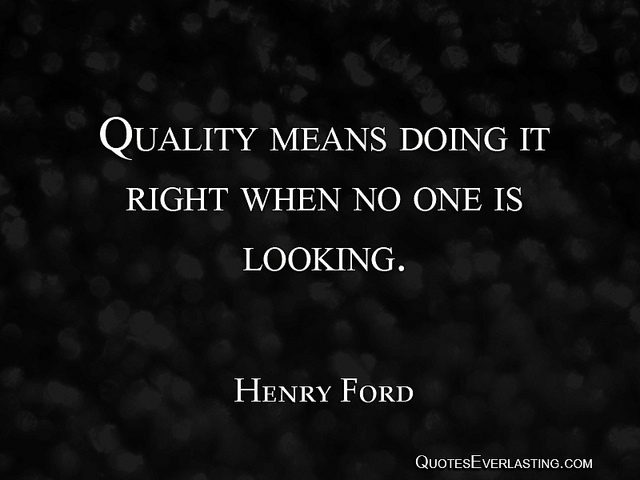 Quality means doing it
right when no one is
looking.
Henry Ford
QuotesEverlasting.com